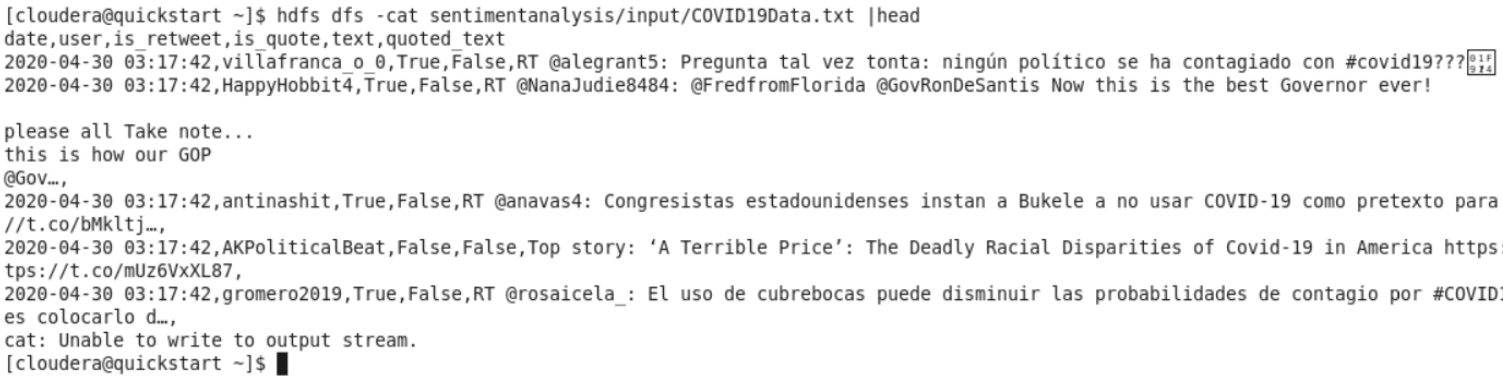 [cloudera@quickstart ~]$ hdfs dfs -cat sentimentanalysis/input/COVID19Data.txt |head
date,user,is_retweet,is_quote,text,quoted_text
2020-04-30 03:17:42,villafranca_o_0,True,False,RT @alegrant5: Pregunta tal vez tonta: ningún político se ha contagiado con #covid19???
2020-04-30 03:17:42,HappyHobbit4,True,False,RT @NanaJudie8484: @FredfromFlorida @GovRonDeSantis Now this is the best Governor ever!
please all Take note...
this is how our GOP
@Gov…,
2020-04-30 03:17:42,antinashit,True,False,RT @anavas4: Congresistas estadounidenses instan a Bukele a no usar COVID-19 como pretexto para
//t.co/bMkltj…,
2020-04-30 03:17:42,AKPoliticalBeat,False,False,Top story: ‘A Terrible Price’: The Deadly Racial Disparities of Covid-19 in America https:
tps://t.co/mUz6VxXL87,
2020-04-30 03:17:42,gromero2019,True,False,RT @rosaicela_: El uso de cubrebocas puede disminuir las probabilidades de contagio por #COVID1
es colocarlo d…,
cat: Unable to write to output stream.
[cloudera@quickstart ~]$